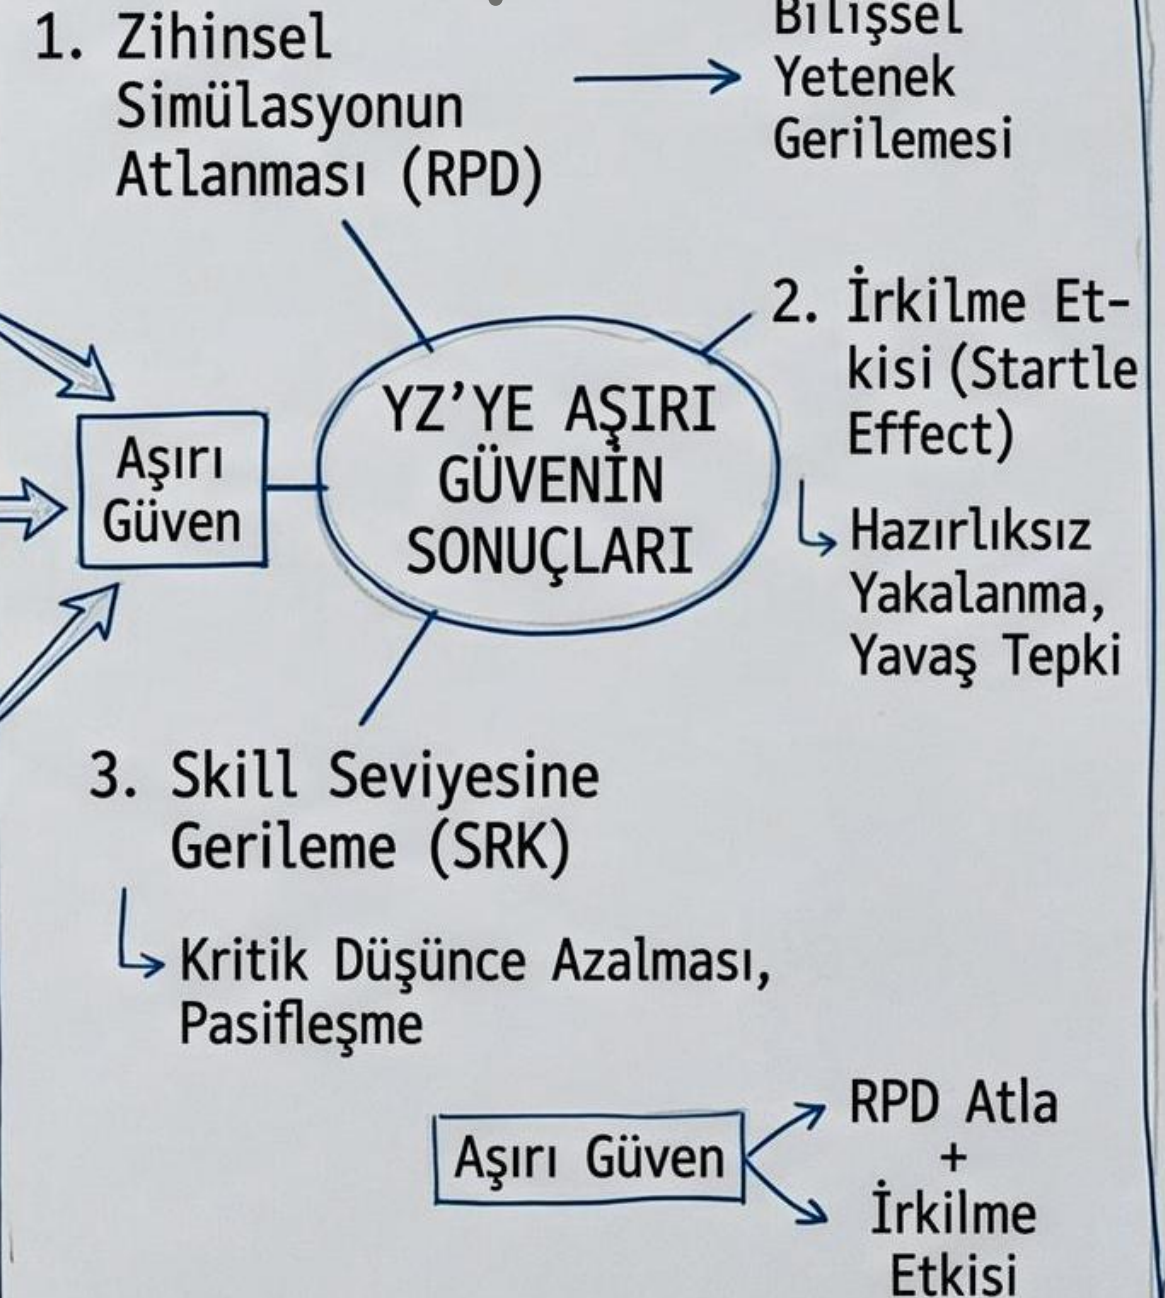 1. Zihinsel
Simülasyonun
Atlanması (RPD)
Bilişsel
Yetenek
Gerilemesi
2. İrkilme Et-
kisi (Startle
Effect)
Hazırlıksız
Yakalanma,
Yavaş Tepki
Aşırı
Güven
YZ'YE AŞIRI
GÜVENİN
SONUÇLARI
3. Skill Seviyesine
Gerileme (SRK)
Kritik Düşünce Azalması,
Pasifleşme
Aşırı Güven
RPD Atla
+
İrkilme
Etkisi